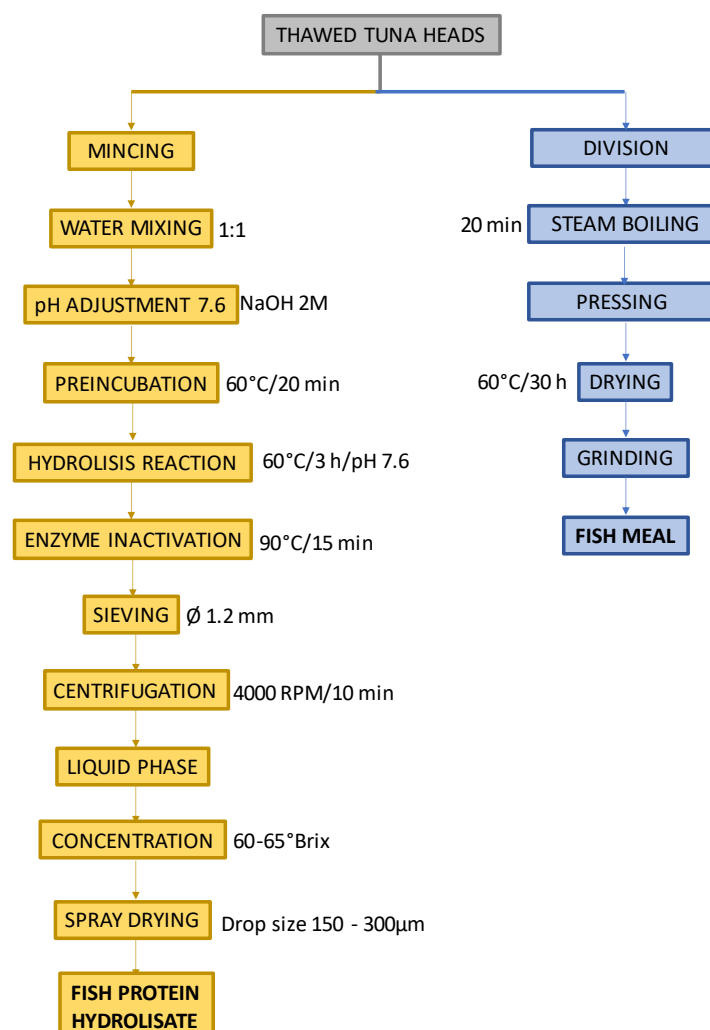 THAWED TUNA HEADS
MINCING
WATER MIXING 1:1
pH ADJUSTMENT 7.6 NaOH 2M
PREINCUBATION 60°C/20 min
HYDROLISIS REACTION 60°C/3 h/pH 7.6
ENZYME INACTIVATION 90°C/15 min
SIEVING Ø 1.2 mm
CENTRIFUGATION 4000 RPM/10 min
LIQUID PHASE
CONCENTRATION 60-65°Brix
SPRAY DRYING Drop size 150 - 300µm
FISH PROTEIN
HYDROLISATE
DIVISION
20 min STEAM BOILING
PRESSING
60°C/30 h DRYING
GRINDING
FISH MEAL